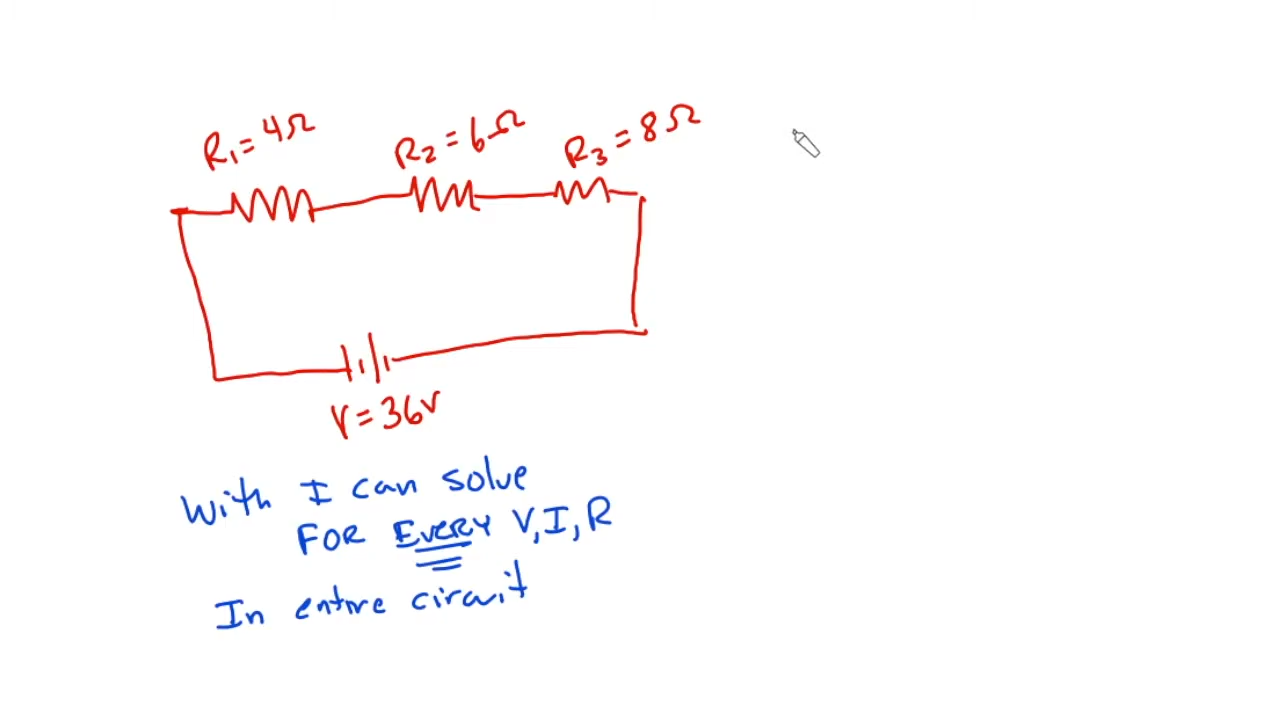 R₁ = 4Ω
R₂ = 6Ω
R₃ = 8Ω
V = 36V
With I can solve
FOR EVERY V, I, R
In entire circuit